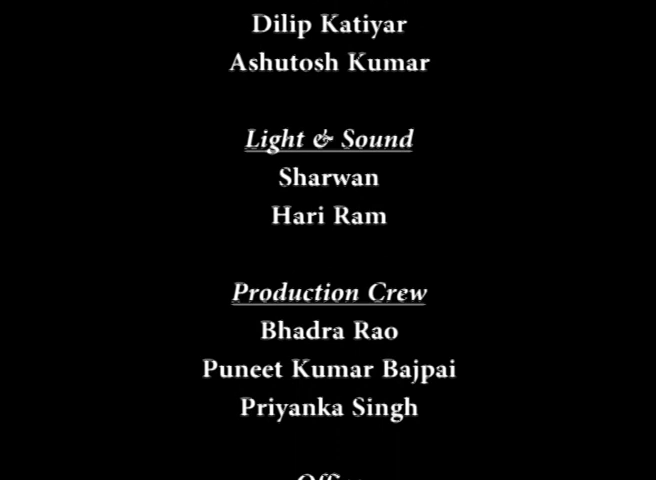 Dilip Katiyar
Ashutosh Kumar
Light & Sound
Sharwan
Hari Ram
Production Crew
Bhadra Rao
Puneet Kumar Bajpai
Priyanka Singh